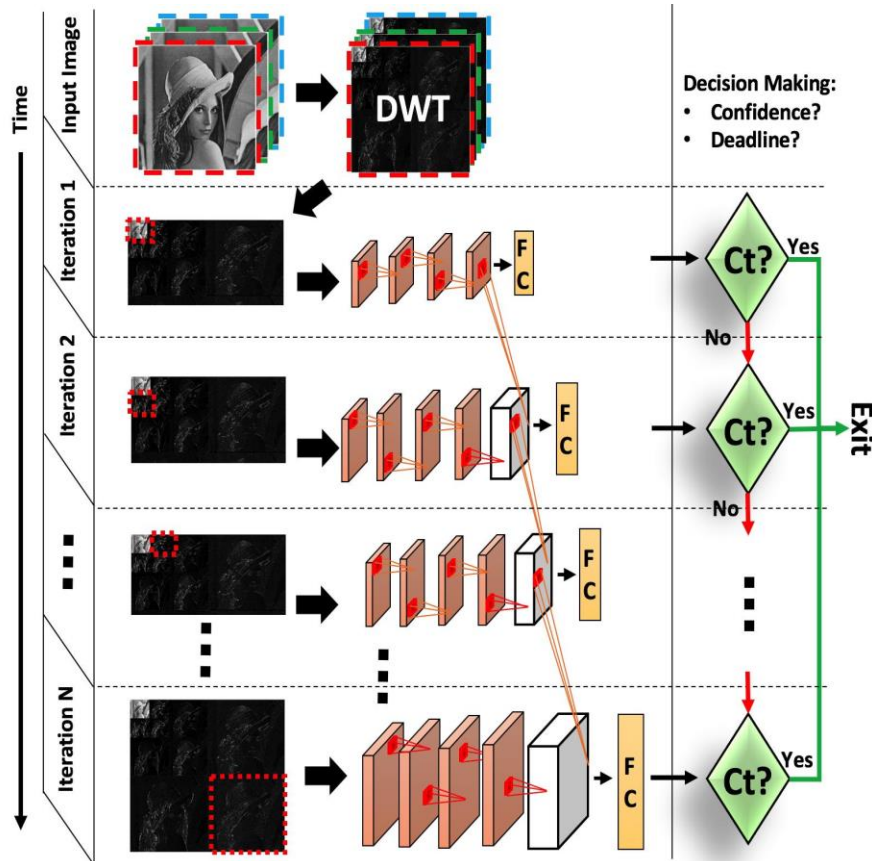 Time
Input Image
DWT
Decision Making:
• Confidence?
• Deadline?
Iteration 1
F
C
Ct?
Yes
No
Iteration 2
F
C
Ct?
Yes
No
Exit
F
C
Iteration N
F
C
Ct?
Yes